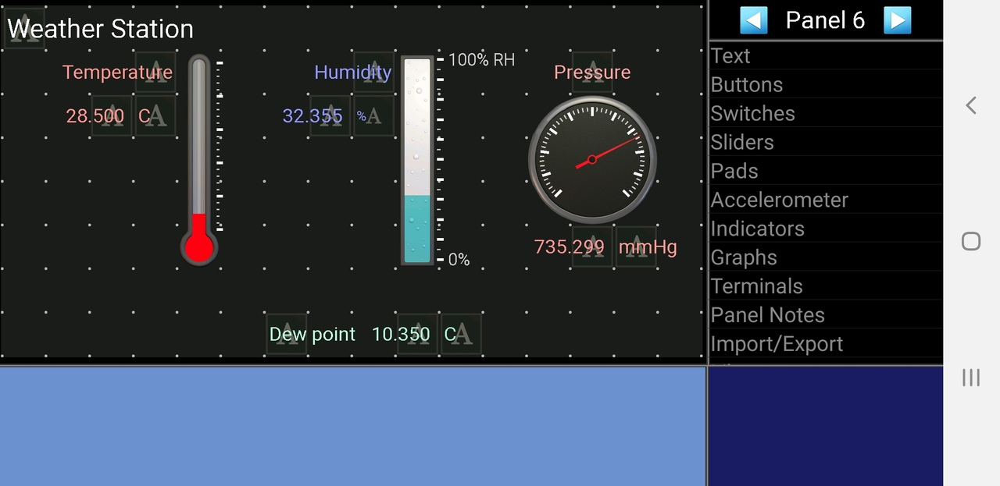 Weather Station
Temperature
28.500 C
Humidity
32.355 %
100% RH
0%
Pressure
735.299 mmHg
Dew point 10.350 C
Panel 6
Text
Buttons
Switches
Sliders
Pads
Accelerometer
Indicators
Graphs
Terminals
Panel Notes
Import/Export